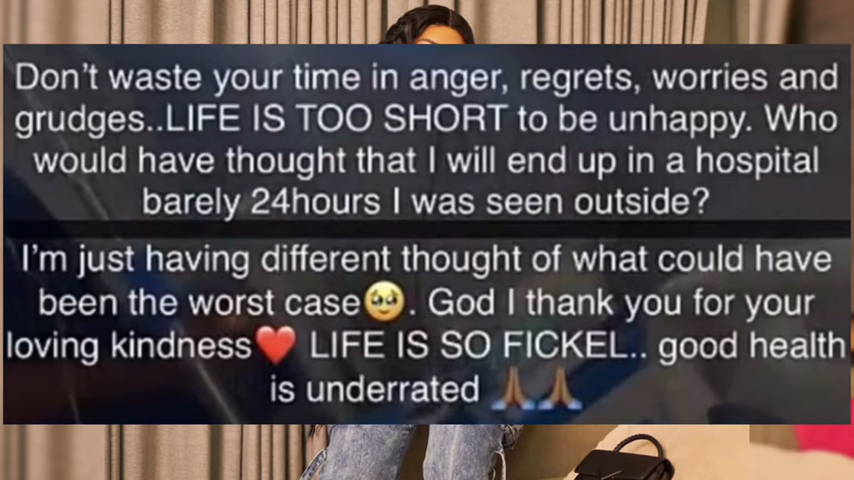 Don't waste your time in anger, regrets, worries and
grudges..LIFE IS TOO SHORT to be unhappy. Who
would have thought that I will end up in a hospital
barely 24hours I was seen outside?
I'm just having different thought of what could have
been the worst case🥹. God I thank you for your
loving kindness❤️ LIFE IS SO FICKEL.. good health
is underrated 🙏🏾🙏🏾